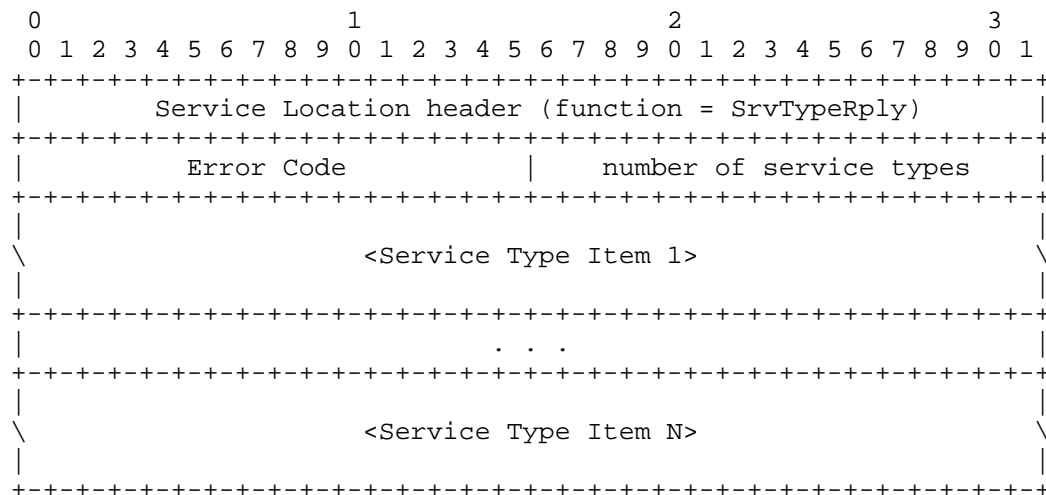 0                   1                   2                   3
 0 1 2 3 4 5 6 7 8 9 0 1 2 3 4 5 6 7 8 9 0 1 2 3 4 5 6 7 8 9 0 1
+-+-+-+-+-+-+-+-+-+-+-+-+-+-+-+-+-+-+-+-+-+-+-+-+-+-+-+-+-+-+-+-+
|        Service Location header (function = SrvTypeRply)       |
+-+-+-+-+-+-+-+-+-+-+-+-+-+-+-+-+-+-+-+-+-+-+-+-+-+-+-+-+-+-+-+-+
|          Error Code           |    number of service types    |
+-+-+-+-+-+-+-+-+-+-+-+-+-+-+-+-+-+-+-+-+-+-+-+-+-+-+-+-+-+-+-+-+
|                                                               |
\                     <Service Type Item 1>                     \
|                                                               |
+-+-+-+-+-+-+-+-+-+-+-+-+-+-+-+-+-+-+-+-+-+-+-+-+-+-+-+-+-+-+-+-+
|                             . . .                             |
+-+-+-+-+-+-+-+-+-+-+-+-+-+-+-+-+-+-+-+-+-+-+-+-+-+-+-+-+-+-+-+-+
|                                                               |
\                     <Service Type Item N>                     \
|                                                               |
+-+-+-+-+-+-+-+-+-+-+-+-+-+-+-+-+-+-+-+-+-+-+-+-+-+-+-+-+-+-+-+-+